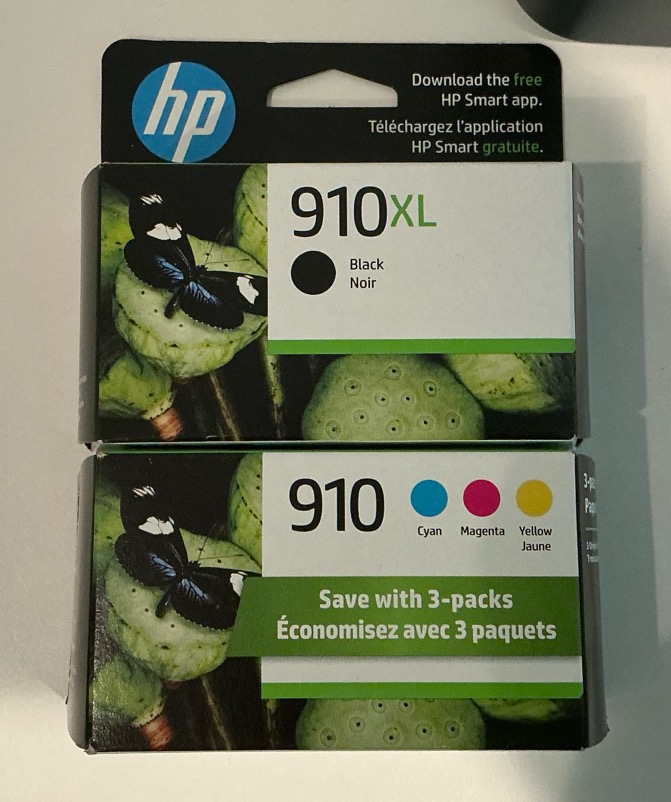 hp
Download the free
HP Smart app.
Téléchargez l'application
HP Smart gratuite.
910XL
Black
Noir
910
Cyan
Magenta
Yellow
Jaune
Save with 3-packs
Économisez avec 3 paquets